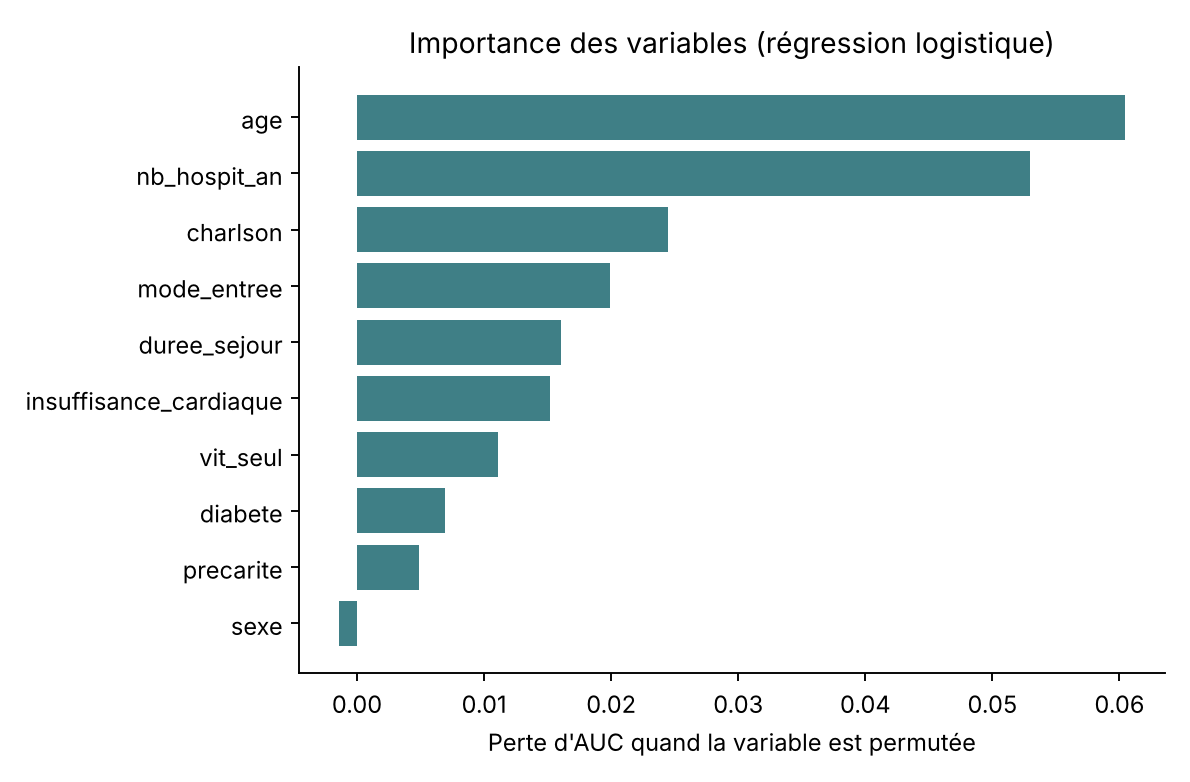 Importance des variables (régression logistique)
age
nb_hospit_an
charlson
mode_entree
duree_sejour
insuffisance_cardiaque
vit_seul
diabete
precarite
sexe
0.00 0.01 0.02 0.03 0.04 0.05 0.06
Perte d'AUC quand la variable est permutée